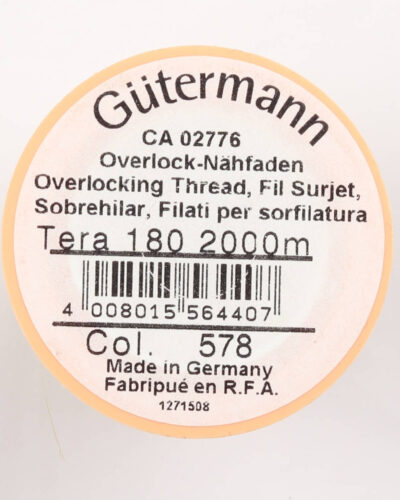 Gütermann
CA 02776
Overlock-Nähfaden
Overlocking Thread, Fil Surjet,
Sobrehilar, Filati per sorfilatura
Tera 180 2000m
4 008015 564407
Col. 578
Made in Germany
Fabripué en R.F.A.
1271508